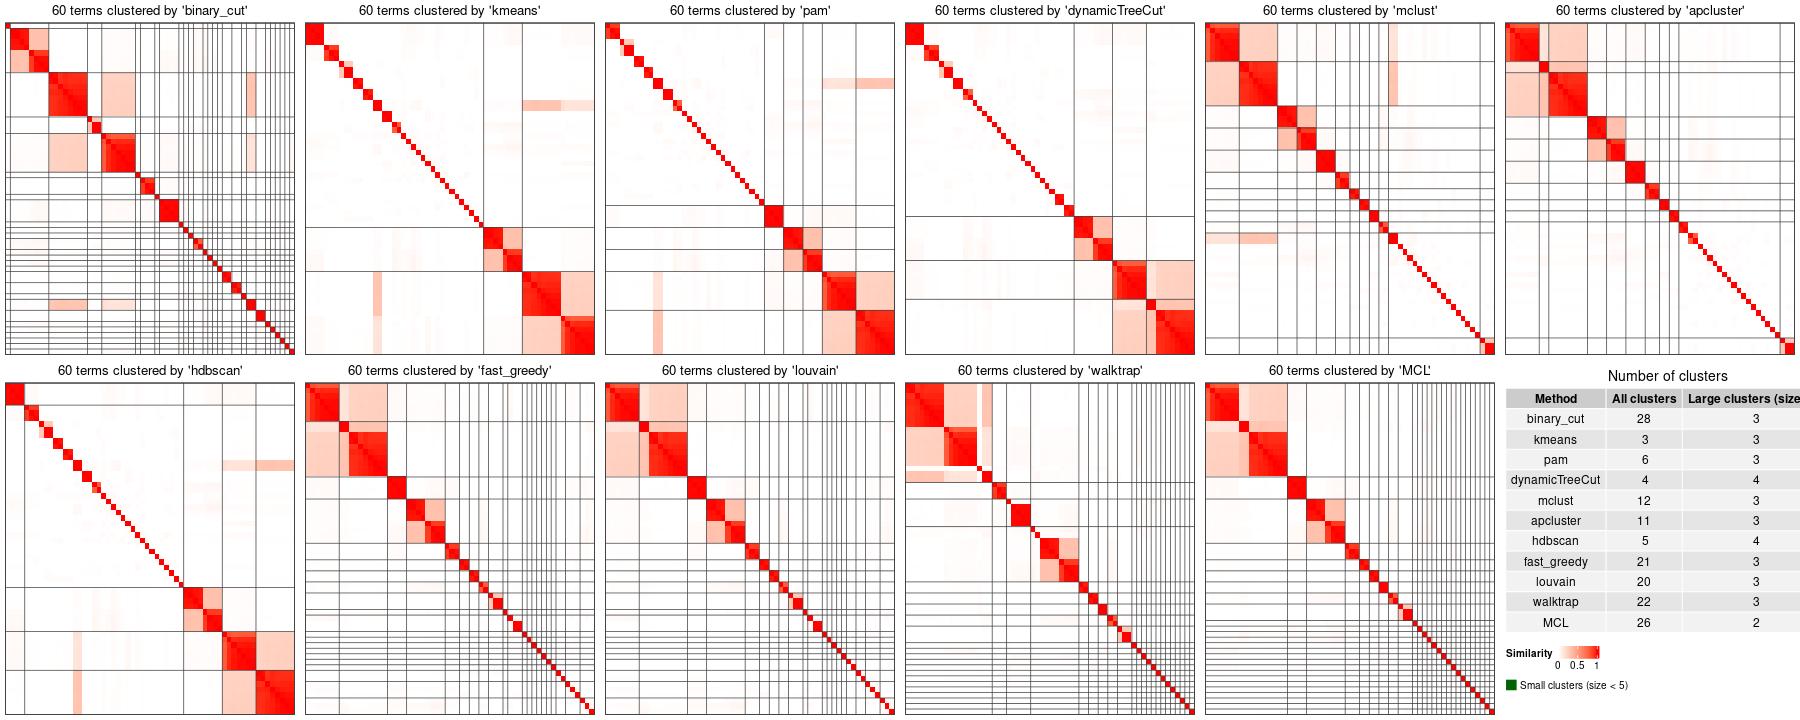 60 terms clustered by 'binary_cut'
60 terms clustered by 'kmeans'
60 terms clustered by 'pam'
60 terms clustered by 'dynamicTreeCut'
60 terms clustered by 'mclust'
60 terms clustered by 'apcluster'
60 terms clustered by 'hdbscan'
60 terms clustered by 'fast_greedy'
60 terms clustered by 'louvain'
60 terms clustered by 'walktrap'
60 terms clustered by 'MCL'
Number of clusters
Method All clusters Large clusters (size
binary_cut 28 3
kmeans 3 3
pam 6 3
dynamicTreeCut 4 4
mclust 12 3
apcluster 11 3
hdbscan 5 4
fast_greedy 21 3
louvain 20 3
walktrap 22 3
MCL 26 2
Similarity
0 0.5 1
Small clusters (size < 5)